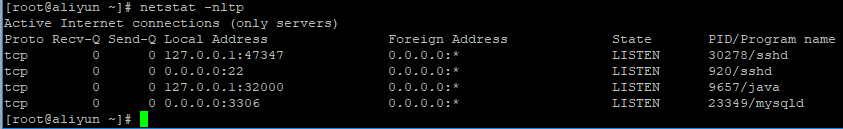 [root@aliyun ~]# netstat -nltp
Active Internet connections (only servers)
Proto Recv-Q Send-Q Local Address Foreign Address State PID/Program name
tcp 0 0 127.0.0.1:47347 0.0.0.0:* LISTEN 30278/sshd
tcp 0 0 0.0.0.0:22 0.0.0.0:* LISTEN 920/sshd
tcp 0 0 127.0.0.1:32000 0.0.0.0:* LISTEN 9657/java
tcp 0 0 0.0.0.0:3306 0.0.0.0:* LISTEN 23349/mysqld
[root@aliyun ~]#